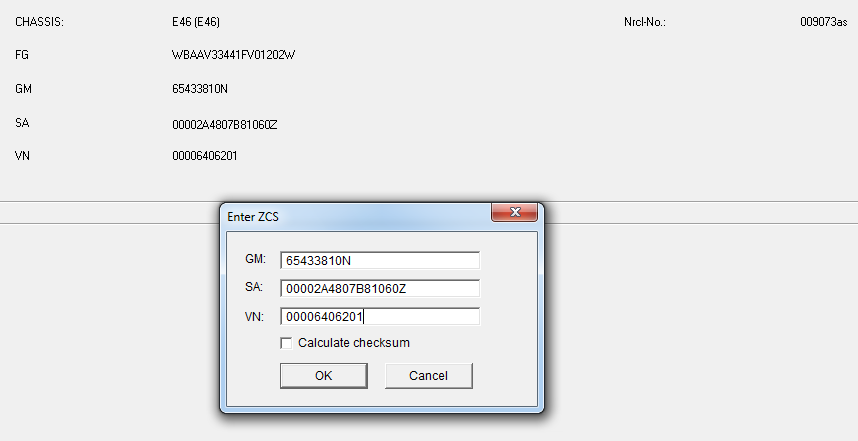 CHASSIS: E46 (E46) Nrcl-No.: 009073as
FG WBAAV33441FV01202W
GM 65433810N
SA 00002A4807B81060Z
VN 00006406201
Enter ZCS
GM: 65433810N
SA: 00002A4807B81060Z
VN: 00006406201
Calculate checksum
OK Cancel